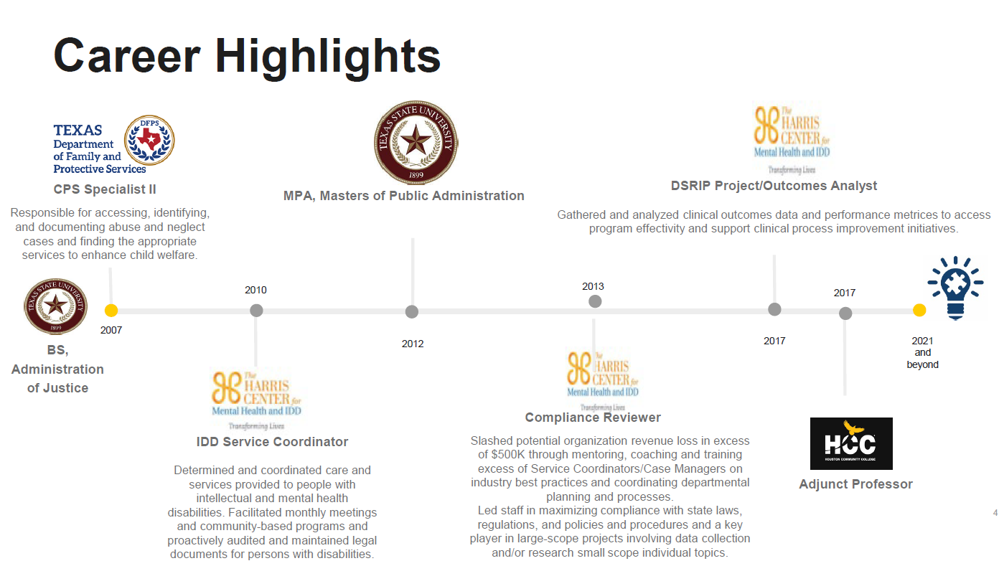 Career Highlights
TEXAS
Department
of Family and
Protective Services
DFPS
CPS Specialist II
Responsible for accessing, identifying,
and documenting abuse and neglect
cases and finding the appropriate
services to enhance child welfare.
TEXAS STATE UNIVERSITY
1899
MPA, Masters of Public Administration
The
HARRIS
CENTER for
Mental Health and IDD
Transforming Lives
DSRIP Project/Outcomes Analyst
Gathered and analyzed clinical outcomes data and performance metrices to access
program effectivity and support clinical process improvement initiatives.
TEXAS STATE UNIVERSITY
1899
BS,
Administration
of Justice
2007
2010
2012
2013
2017
2017
2021
and
beyond
The
HARRIS
CENTER for
Mental Health and IDD
Transforming Lives
IDD Service Coordinator
Determined and coordinated care and
services provided to people with
intellectual and mental health
disabilities. Facilitated monthly meetings
and community-based programs and
proactively audited and maintained legal
documents for persons with disabilities.
The
HARRIS
CENTER for
Mental Health and IDD
Transforming Lives
Compliance Reviewer
Slashed potential organization revenue loss in excess
of $500K through mentoring, coaching and training
excess of Service Coordinators/Case Managers on
industry best practices and coordinating departmental
planning and processes.
Led staff in maximizing compliance with state laws,
regulations, and policies and procedures and a key
player in large-scope projects involving data collection
and/or research small scope individual topics.
HCC
HOUSTON COMMUNITY COLLEGE
Adjunct Professor
4